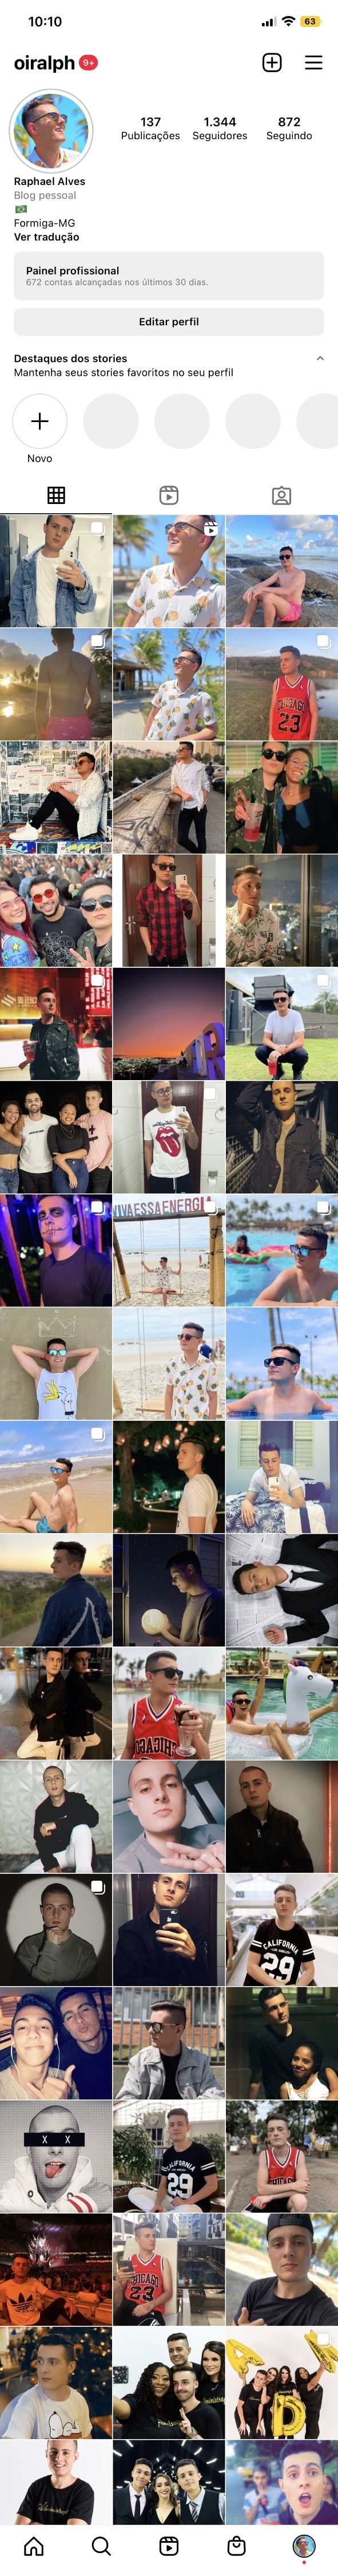 10:10
63
oiralph 9+
137 1.344 872
Publicações Seguidores Seguindo
Raphael Alves
Blog pessoal
🇧🇷
Formiga-MG
Ver tradução
Painel profissional
672 contas alcançadas nos últimos 30 dias.
Editar perfil
Destaques dos stories
Mantenha seus stories favoritos no seu perfil
Novo
CHICAGO
23
VIVAESSAENERGI
CALIFORNIA
29
X X
CALIFORNIA
29
CHICAGO
23